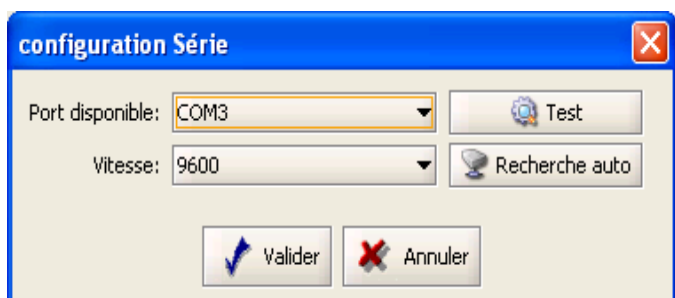 configuration Série
Port disponible: COM3 Test
Vitesse: 9600 Recherche auto
Valider Annuler